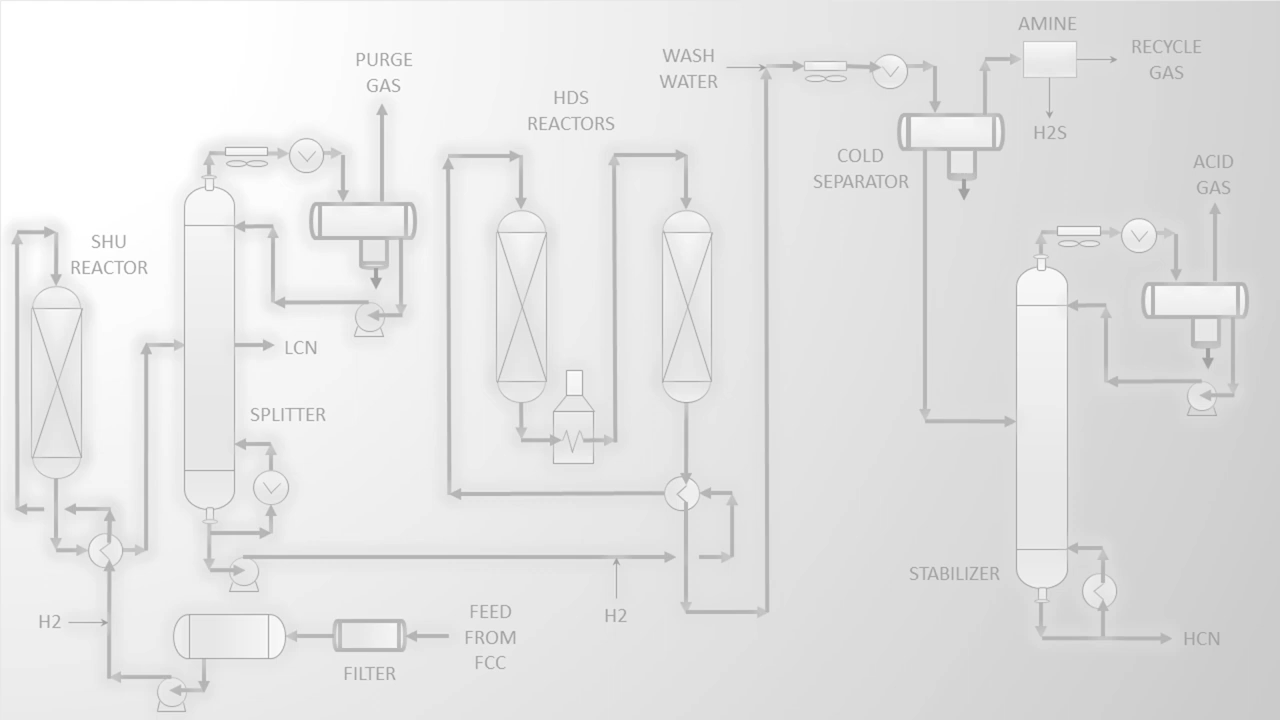 AMINE
WASH
WATER
RECYCLE
GAS
PURGE
GAS
HDS
REACTORS
H2S
COLD
SEPARATOR
ACID
GAS
SHU
REACTOR
LCN
SPLITTER
STABILIZER
H2
H2
FEED
FROM
FCC
FILTER
HCN